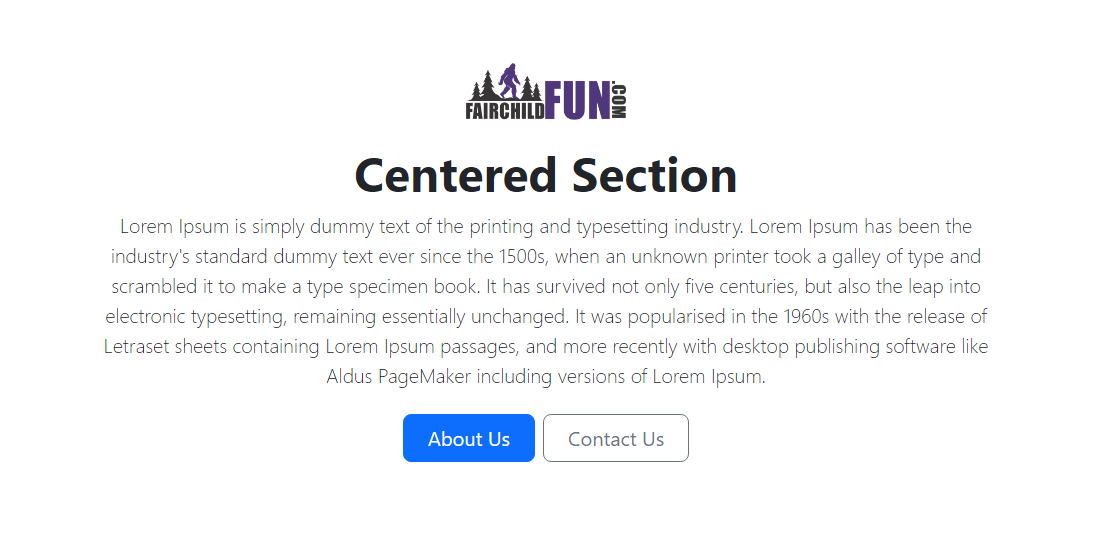 FAIRCHILDFUN.COM
Centered Section
Lorem Ipsum is simply dummy text of the printing and typesetting industry. Lorem Ipsum has been the
industry's standard dummy text ever since the 1500s, when an unknown printer took a galley of type and
scrambled it to make a type specimen book. It has survived not only five centuries, but also the leap into
electronic typesetting, remaining essentially unchanged. It was popularised in the 1960s with the release of
Letraset sheets containing Lorem Ipsum passages, and more recently with desktop publishing software like
Aldus PageMaker including versions of Lorem Ipsum.
About Us
Contact Us